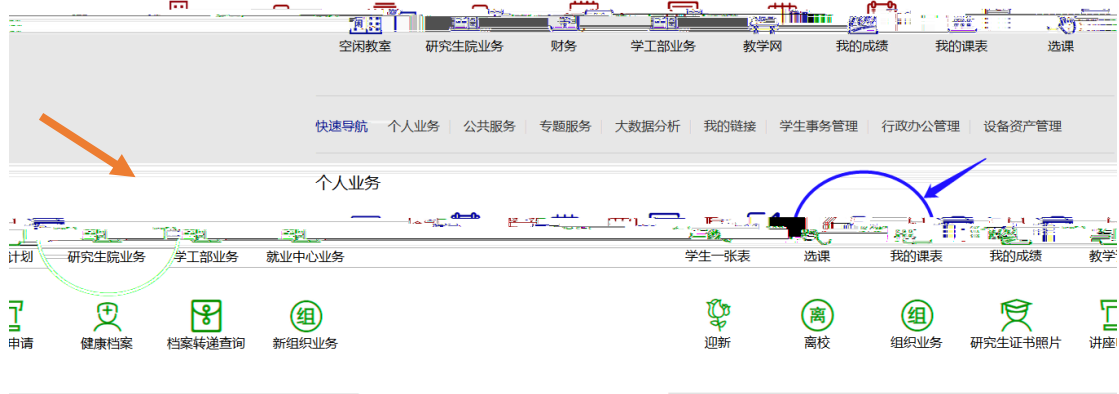 空闲教室 研究生院业务 财务 学工部业务 教学网 我的成绩 我的课表 选课
快速导航 个人业务 公共服务 专题服务 大数据分析 我的链接 学生事务管理 行政办公管理 设备资产管理
个人业务
计划 研究生院业务 学工部业务 就业中心业务 学生一张表 选课 我的课表 我的成绩 教学
组 离 组
申请 健康档案 档案转递查询 新组织业务 迎新 离校 组织业务 研究生证书照片 讲座